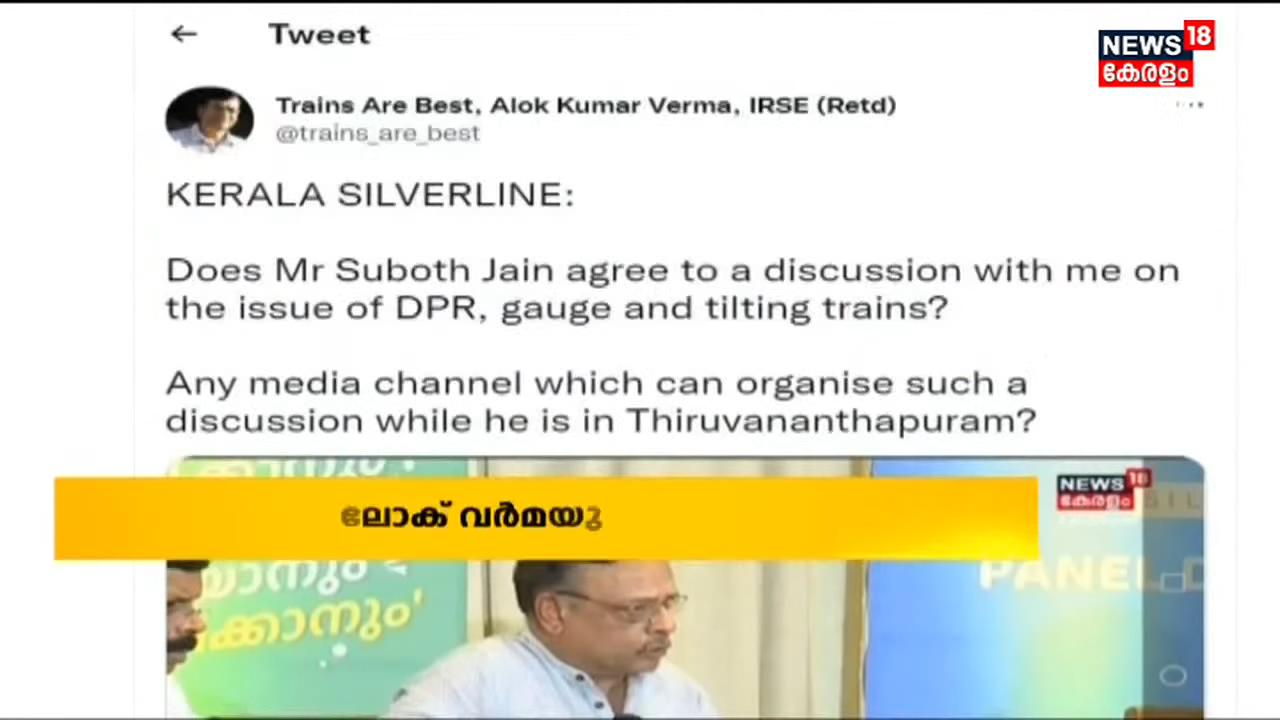 Tweet
NEWS 18
കേരളം
Trains Are Best, Alok Kumar Verma, IRSE (Retd)
@trains_are_best
KERALA SILVERLINE:
Does Mr Suboth Jain agree to a discussion with me on
the issue of DPR, gauge and tilting trains?
Any media channel which can organise such a
discussion while he is in Thiruvananthapuram?
NEWS 18
കേരളം
ലോക് വർമയു
PANEL D
ക്കാനും'